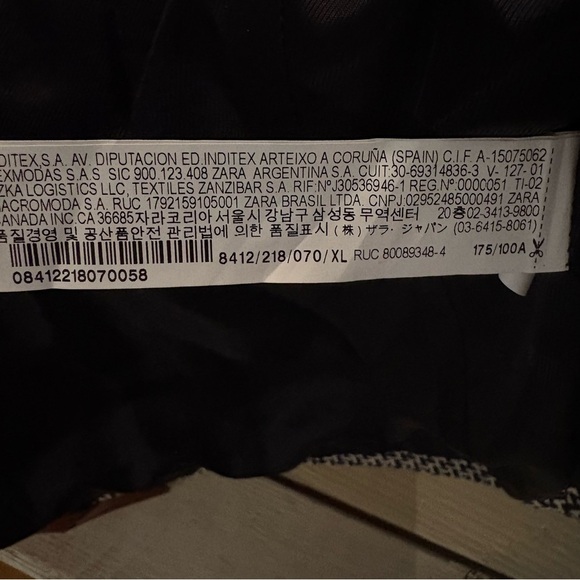 DITEX,S.A. AV. DIPUTACION ED.INDITEX ARTEIXO A CORUÑA (SPAIN) C.I.F. A-15075062
EXMODAS S.A.S SIC 900.123.408 ZARA ARGENTINA S.A. CUIT:30-69314836-3 V- 127- 01
ZKA LOGISTICS LLC, TEXTILES ZANZIBAR S.A. RIF:NºJ30536946-1 REG.Nº0000051 TI-02
MACROMODA S.A. RÚC 1792159105001 ZARA BRASIL LTDA. CNPJ:02952485000491 ZARA
CANADA INC.CA 36685자라코리아 서울시 강남구 삼성동 무역센터 20층02-3413-9800
품질경영 및 공산품안전 관리법에 의한 품질표시 (株) ザラ・ジャパン (03-6415-8061)
8412/218/070/XL RUC 80089348-4 175/100A
08412218070058